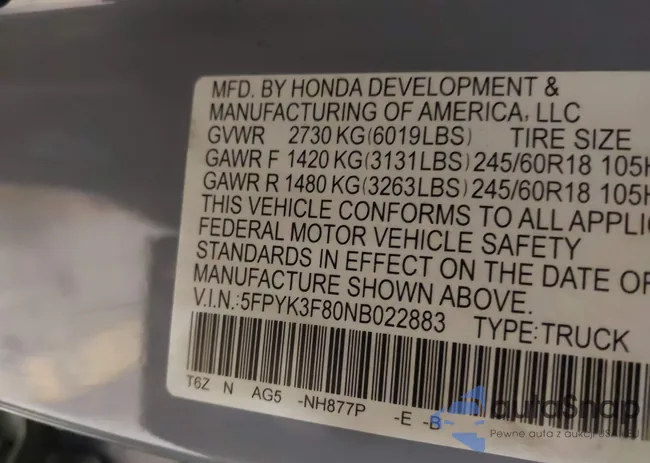 MFD. BY HONDA DEVELOPMENT &
MANUFACTURING OF AMERICA, LLC
GVWR 2730 KG(6019LBS) TIRE SIZE
GAWR F 1420 KG(3131LBS) 245/60R18 105H
GAWR R 1480 KG(3263LBS) 245/60R18 105H
THIS VEHICLE CONFORMS TO ALL APPLIC
FEDERAL MOTOR VEHICLE SAFETY
STANDARDS IN EFFECT ON THE DATE OF
MANUFACTURE SHOWN ABOVE.
V.I.N.:5FPYK3F80NB022883 TYPE:TRUCK
T6Z N AG5 -NH877P -E -B
autoSnap
Pewne auta z aukcji